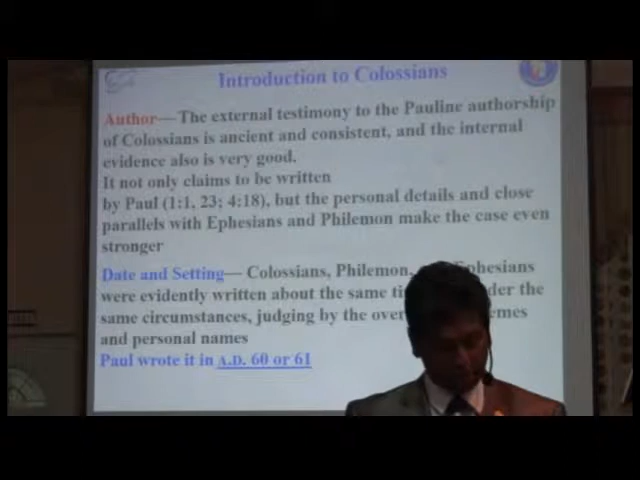 Introduction to Colossians
Author—The external testimony to the Pauline authorship
of Colossians is ancient and consistent, and the internal
evidence also is very good.
It not only claims to be written
by Paul (1:1, 23; 4:18), but the personal details and close
parallels with Ephesians and Philemon make the case even
stronger
Date and Setting— Colossians, Philemon, Ephesians
were evidently written about the same the
same circumstances, judging by the
and personal names
Paul wrote it in A.D. 60 or 61